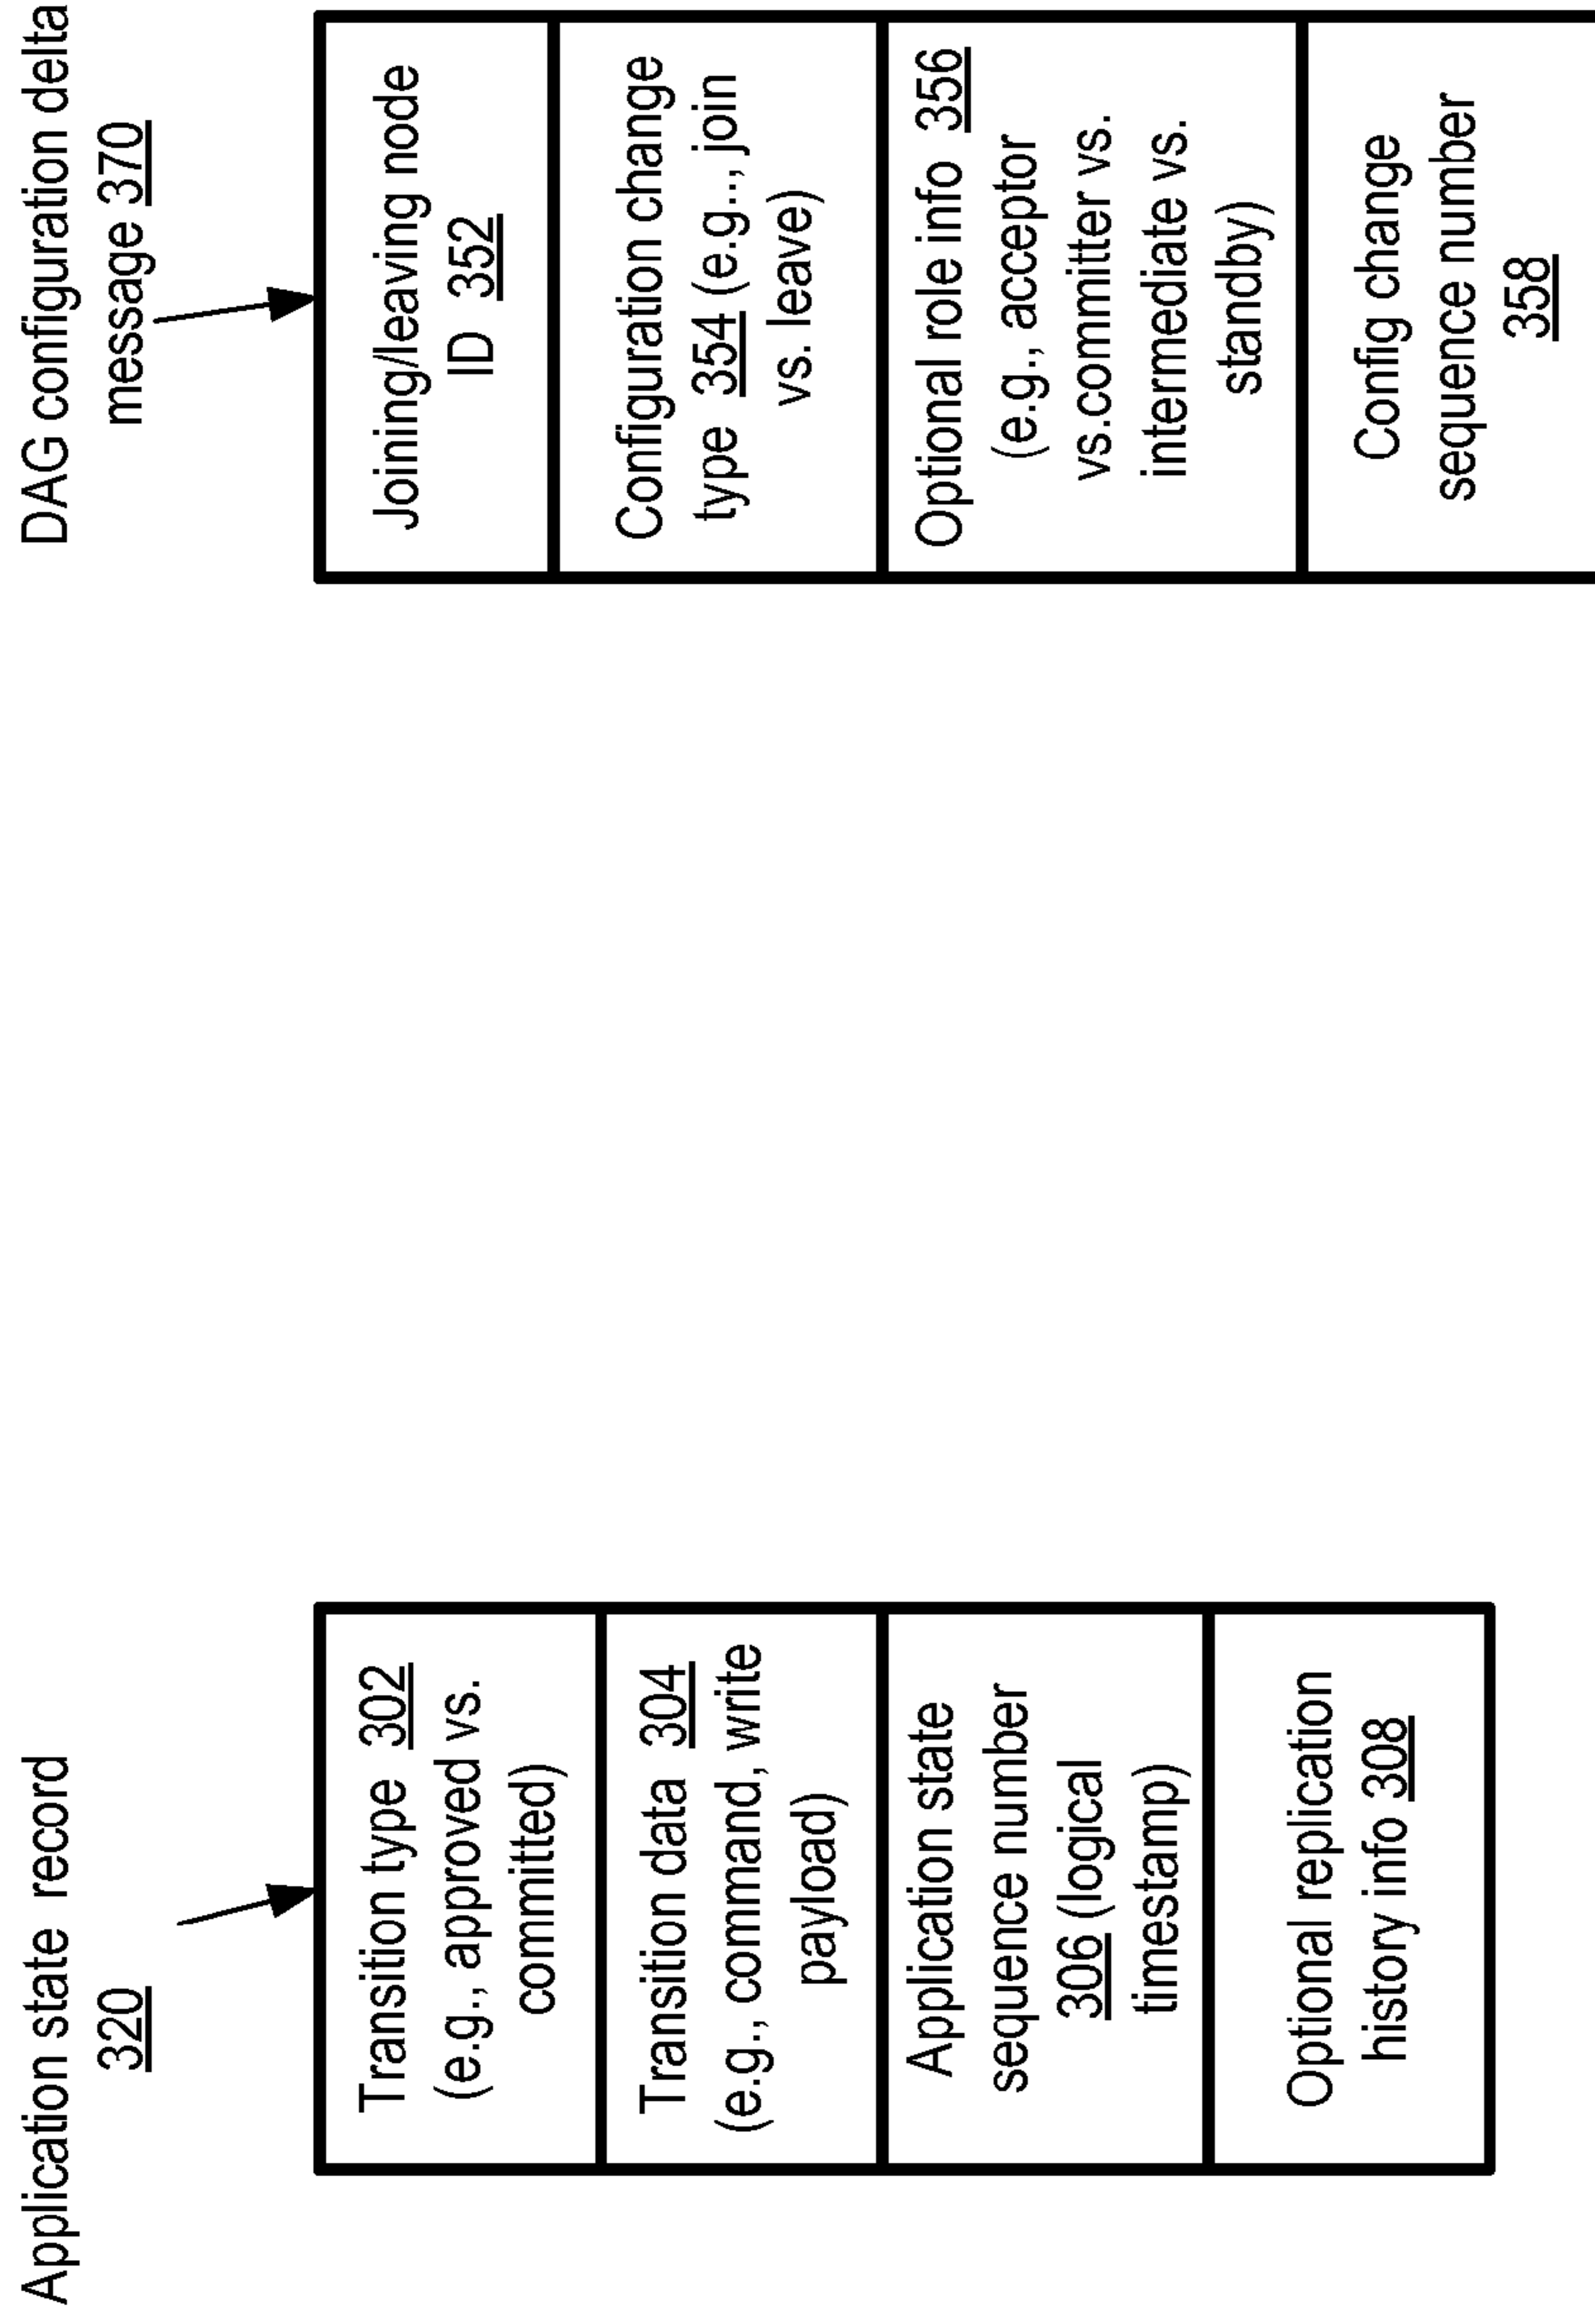 Application state record
320
Transition type 302
(e.g., approved vs.
committed)
Transition data 304
(e.g., command, write
payload)
Application state
sequence number
306 (logical
timestamp)
Optional replication
history info 308
DAG configuration delta
message 370
Joining/leaving node
ID 352
Configuration change
type 354 (e.g.., join
vs. leave)
Optional role info 356
(e.g., acceptor
vs.committer vs.
intermediate vs.
standby)
Config change
sequence number
358